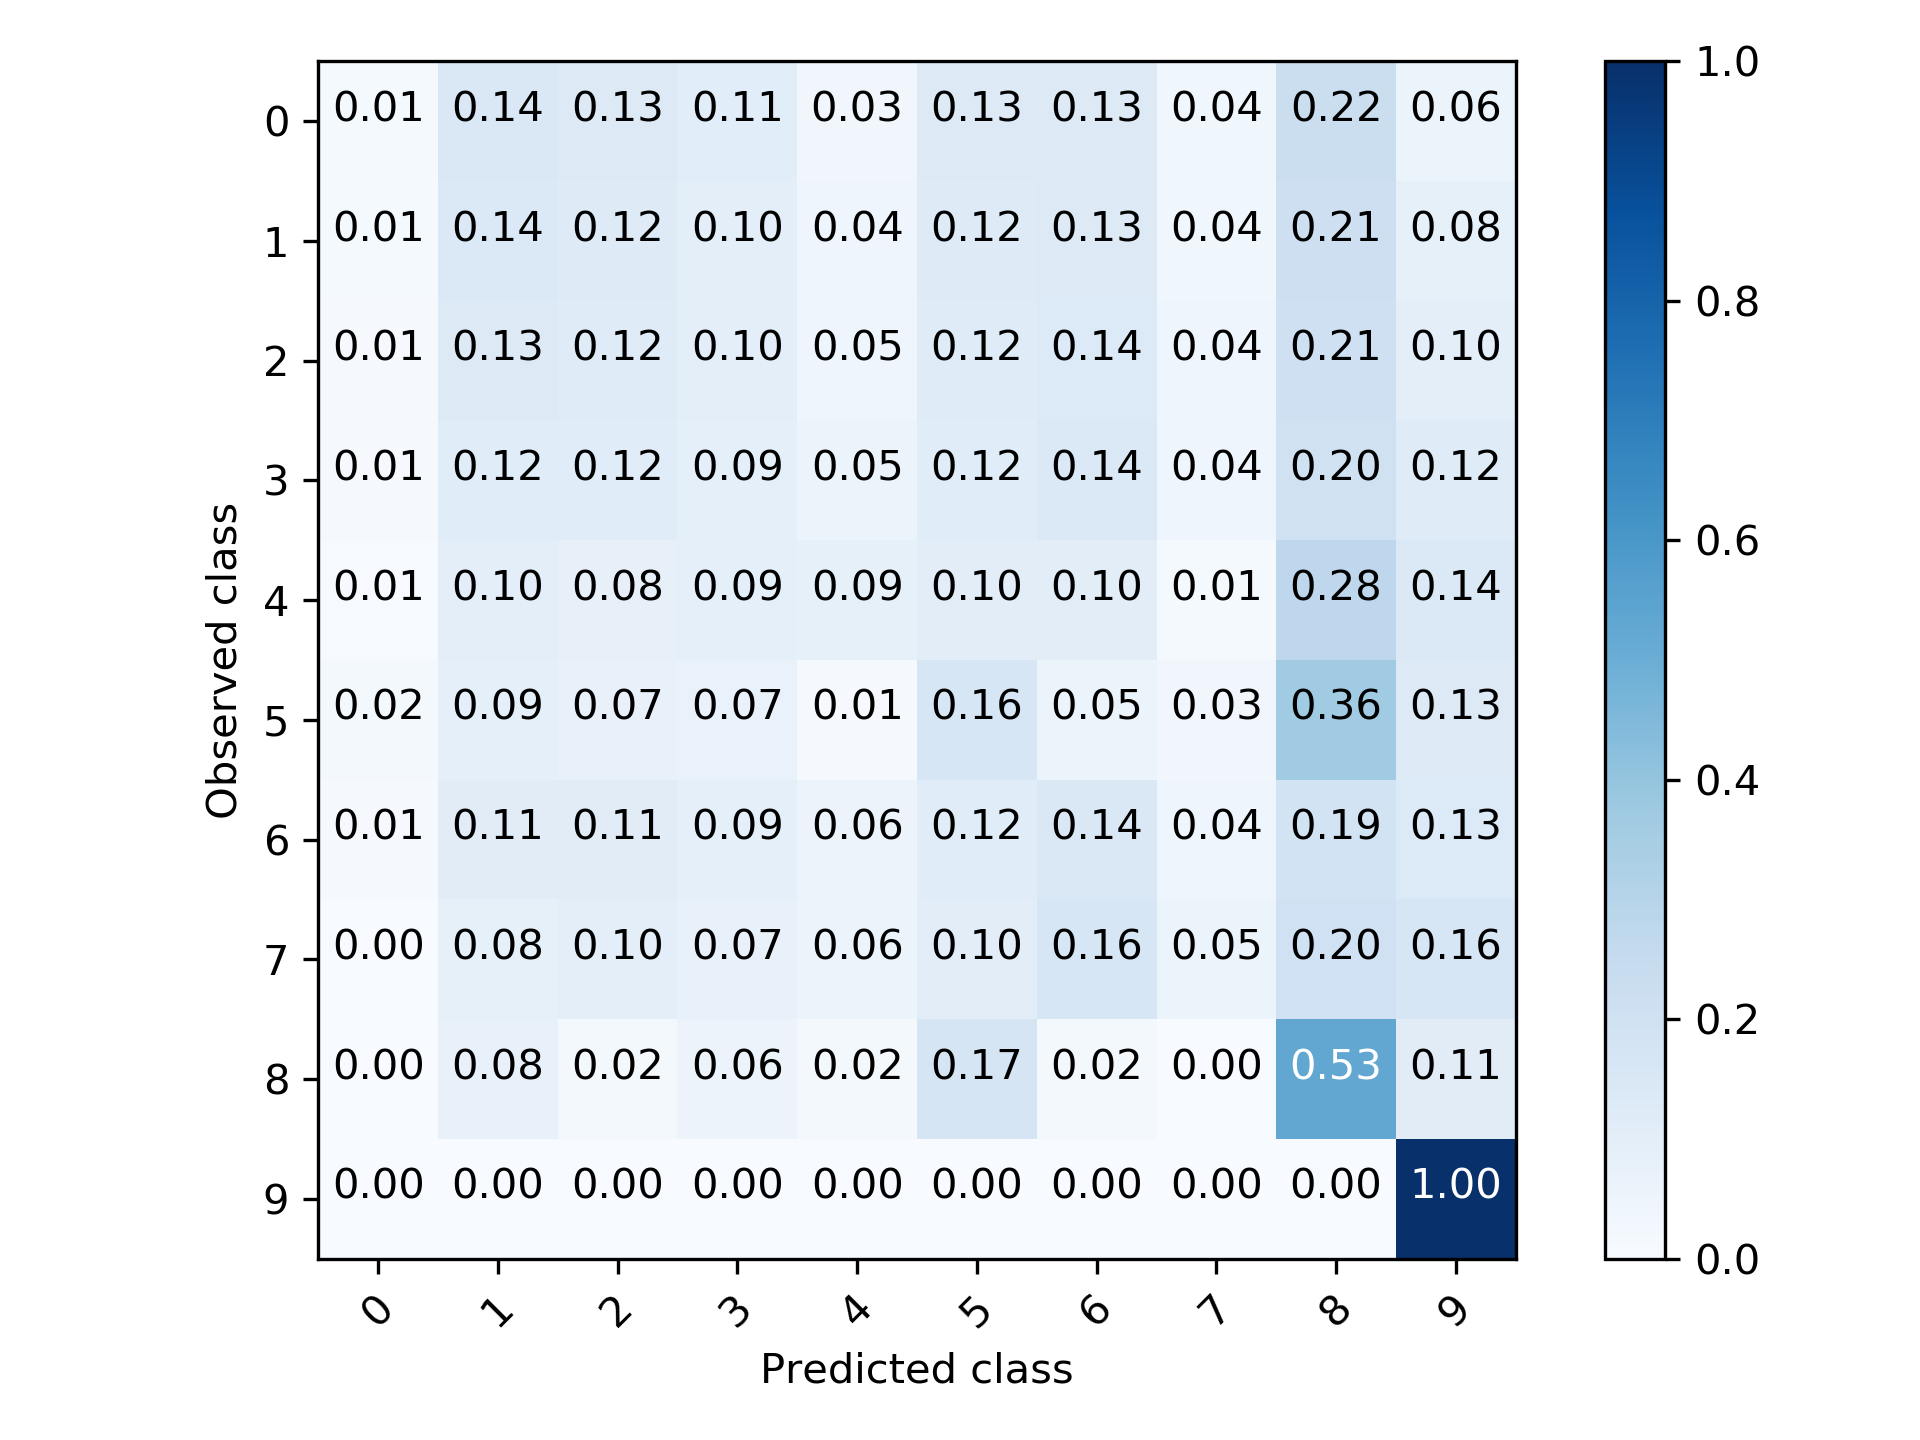 0 0.01 0.14 0.13 0.11 0.03 0.13 0.13 0.04 0.22 0.06
1 0.01 0.14 0.12 0.10 0.04 0.12 0.13 0.04 0.21 0.08
2 0.01 0.13 0.12 0.10 0.05 0.12 0.14 0.04 0.21 0.10
3 0.01 0.12 0.12 0.09 0.05 0.12 0.14 0.04 0.20 0.12
4 0.01 0.10 0.08 0.09 0.09 0.10 0.10 0.01 0.28 0.14
5 0.02 0.09 0.07 0.07 0.01 0.16 0.05 0.03 0.36 0.13
6 0.01 0.11 0.11 0.09 0.06 0.12 0.14 0.04 0.19 0.13
7 0.00 0.08 0.10 0.07 0.06 0.10 0.16 0.05 0.20 0.16
8 0.00 0.08 0.02 0.06 0.02 0.17 0.02 0.00 0.53 0.11
9 0.00 0.00 0.00 0.00 0.00 0.00 0.00 0.00 0.00 1.00
0 1 2 3 4 5 6 7 8 9
Predicted class
Observed class
1.0
0.8
0.6
0.4
0.2
0.0